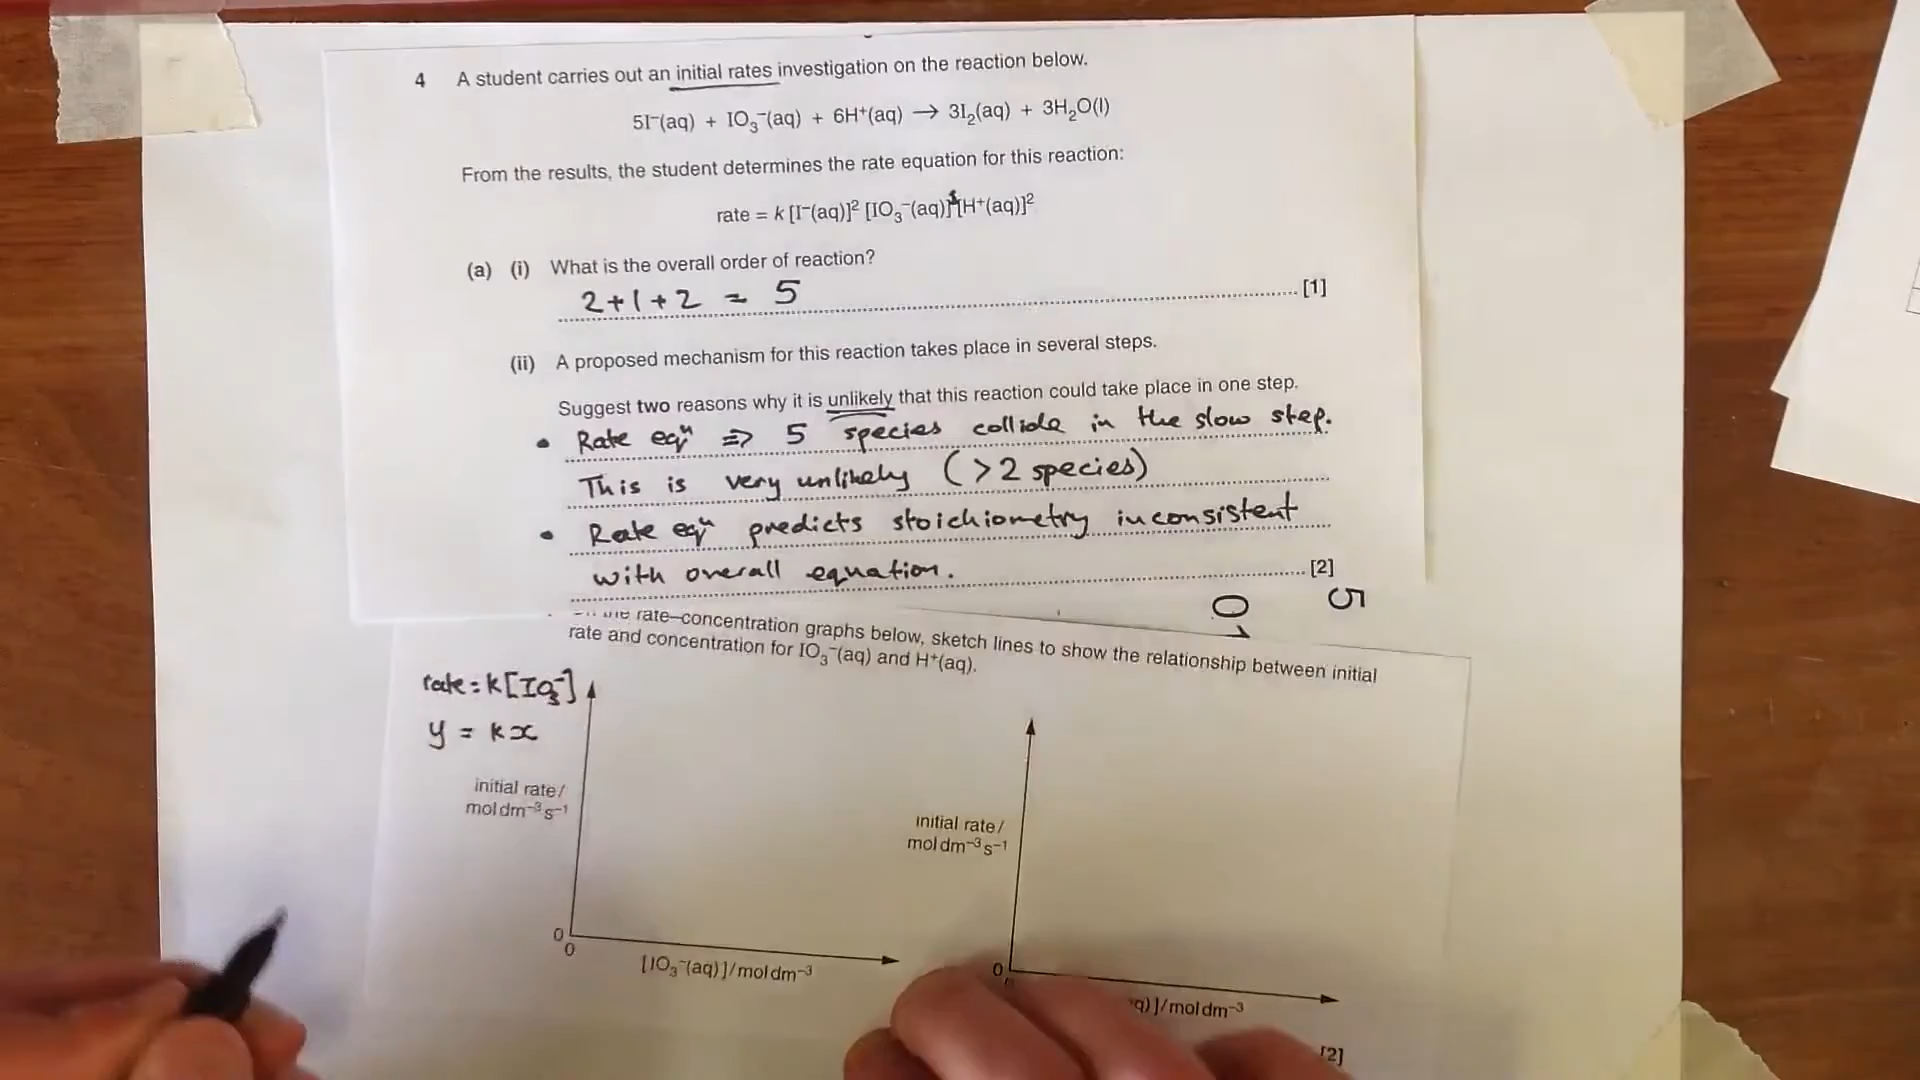 4 A student carries out an initial rates investigation on the reaction below.
5I⁻(aq) + IO₃⁻(aq) + 6H⁺(aq) → 3I₂(aq) + 3H₂O(l)
From the results, the student determines the rate equation for this reaction:
rate = k [I⁻(aq)]² [IO₃⁻(aq)]¹ [H⁺(aq)]²
(a) (i) What is the overall order of reaction?
2+1+2 = 5 [1]
(ii) A proposed mechanism for this reaction takes place in several steps.
Suggest two reasons why it is unlikely that this reaction could take place in one step.
• Rate eqⁿ ⇒ 5 species collide in the slow step.
This is very unlikely (>2 species)
• Rate eqⁿ predicts stoichiometry inconsistent
with overall equation. [2]
5
the rate–concentration graphs below, sketch lines to show the relationship between initial
rate and concentration for IO₃⁻(aq) and H⁺(aq).
rate = k[IO₃⁻]
y = kx
initial rate/
mol dm⁻³ s⁻¹
0
0
[IO₃⁻(aq)]/mol dm⁻³
initial rate/
mol dm⁻³ s⁻¹
0
q)]/mol dm⁻³
[2]